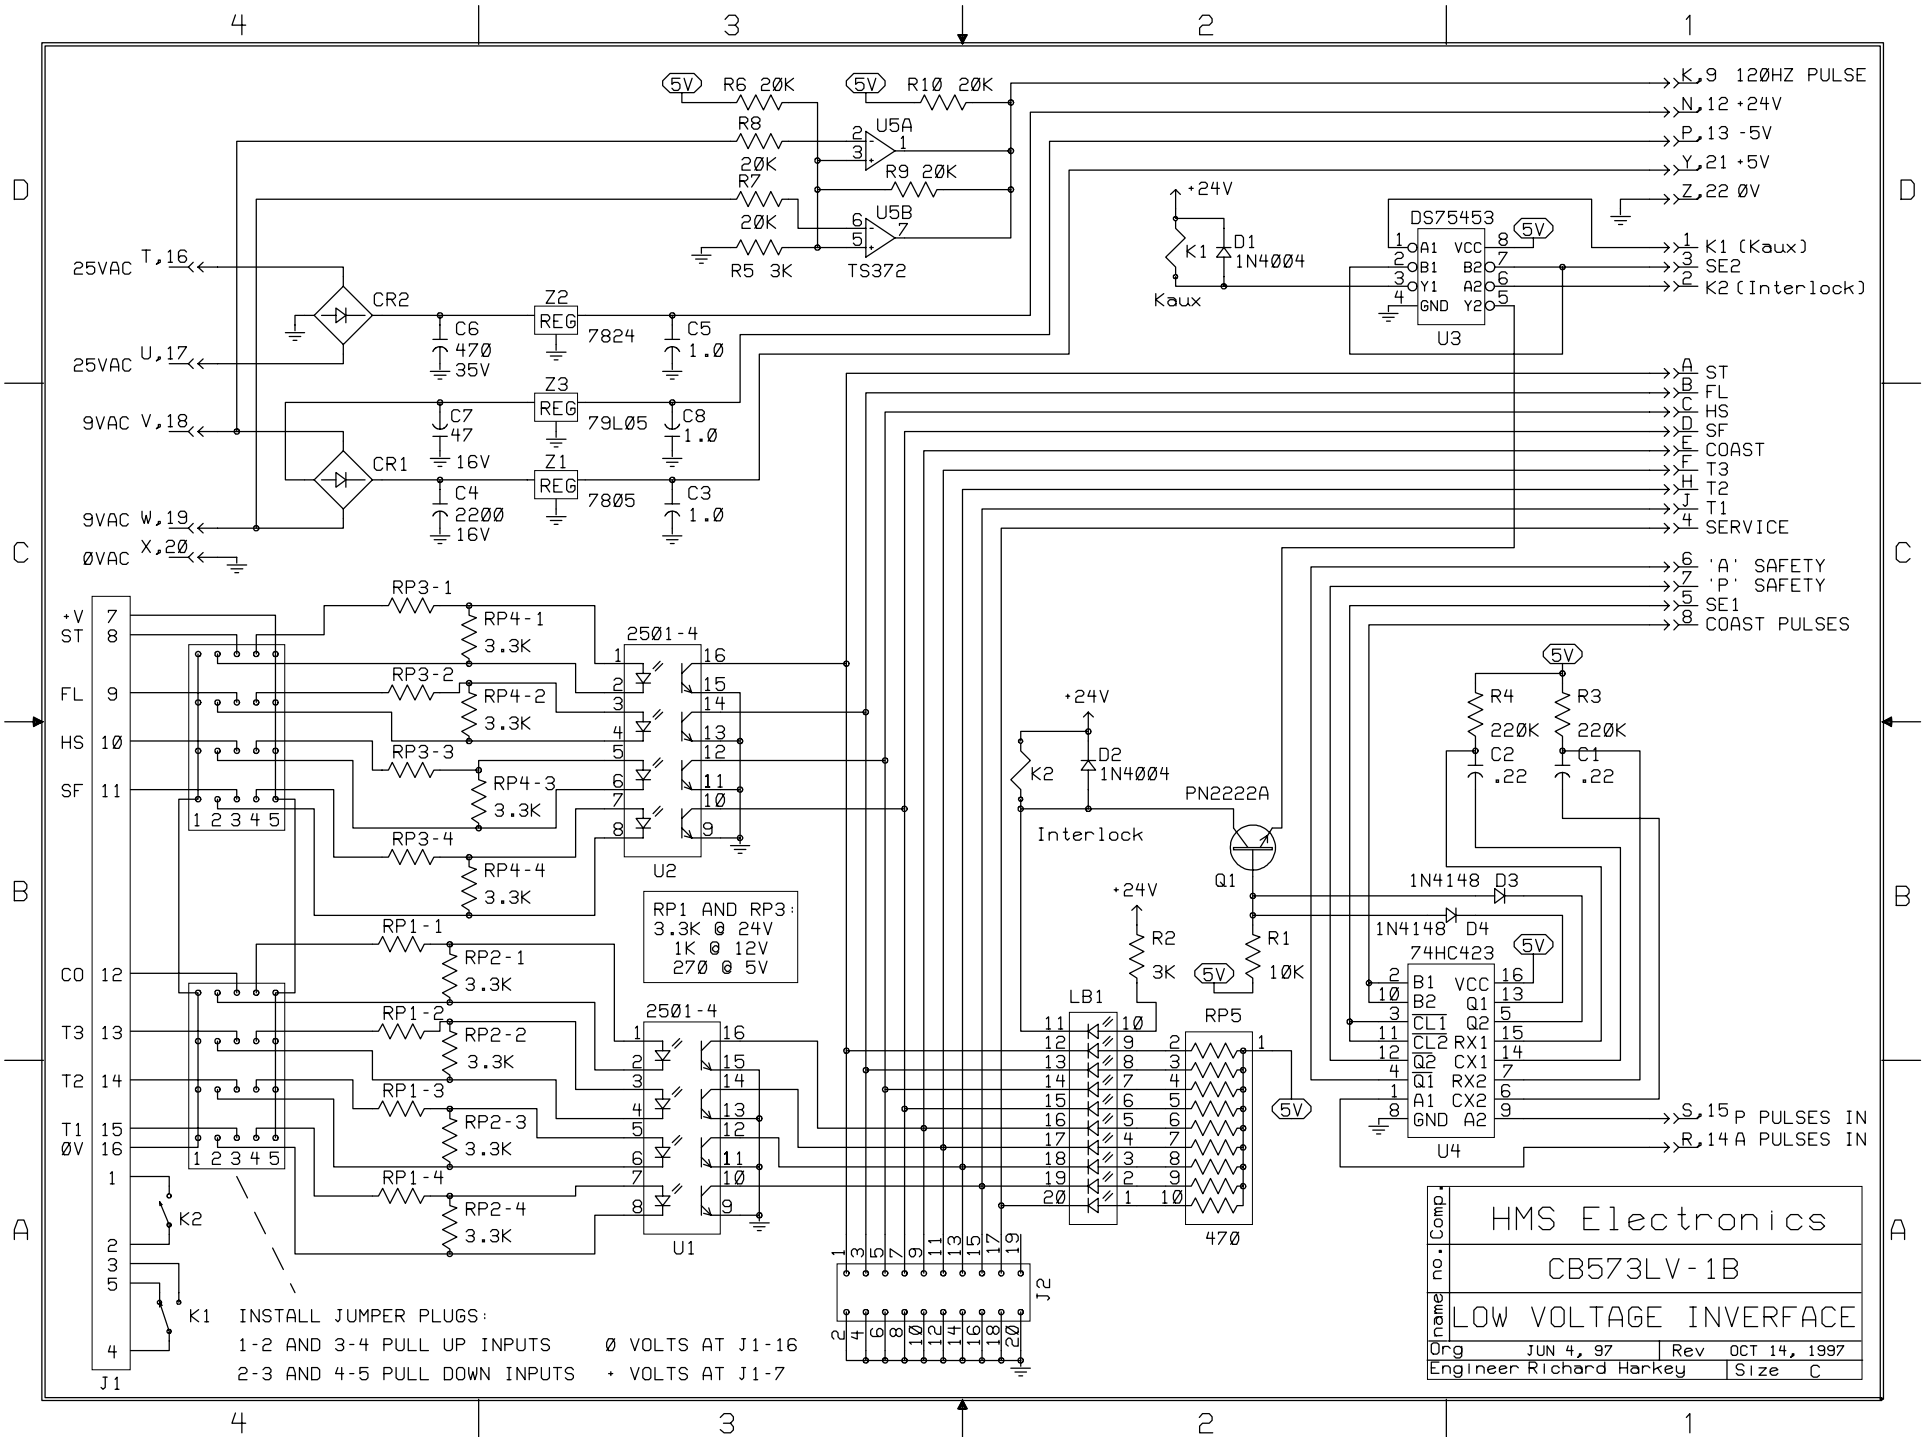 4 3 2 1
D
C
B
A
D
C
B
A
4 3 2 1
5V R6 20K 5V R10 20K
R8
20K
R7
20K
R5 3K
2 U5A
3 1
R9 20K
6 U5B 7
5
TS372
K,9 120HZ PULSE
N,12 +24V
P,13 -5V
Y,21 +5V
Z,22 0V
1 K1 (Kaux)
3 SE2
2 K2 (Interlock)
+24V
K1 D1
1N4004
Kaux
DS75453
5V
1 A1 VCC 8
2 B1 B2 7
3 Y1 A2 6
4 GND Y2 5
U3
25VAC T,16
25VAC U,17
9VAC V,18
9VAC W,19
0VAC X,20
CR2
CR1
C6
470
35V
Z2
REG
7824
C5
1.0
C7
47
16V
Z3
REG
79L05
C8
1.0
C4
2200
16V
Z1
REG
7805
C3
1.0
A ST
B FL
C HS
D SF
E COAST
F T3
H T2
J T1
4 SERVICE
6 'A' SAFETY
7 'P' SAFETY
5 SE1
8 COAST PULSES
+V 7
ST 8
FL 9
HS 10
SF 11
CO 12
T3 13
T2 14
T1 15
0V 16
1
2
3
5
4
J1
K2
K1
1 2 3 4 5
1 2 3 4 5
RP3-1
RP4-1
3.3K
RP3-2
RP4-2
3.3K
RP3-3
RP4-3
3.3K
RP3-4
RP4-4
3.3K
2501-4
1 16
2 15
3 14
4 13
5 12
6 11
7 10
8 9
U2
RP1 AND RP3:
3.3K @ 24V
1K @ 12V
270 @ 5V
RP1-1
RP2-1
3.3K
RP1-2
RP2-2
3.3K
RP1-3
RP2-3
3.3K
RP1-4
RP2-4
3.3K
2501-4
1 16
2 15
3 14
4 13
5 12
6 11
7 10
8 9
U1
+24V
K2 D2
1N4004
Interlock
PN2222A
Q1
+24V
R2
3K
5V
R1
10K
LB1
11 10
12 9
13 8
14 7
15 6
16 5
17 4
18 3
19 2
20 1
RP5
2 1
3
4
5
6
7
8
9
10
470
5V
5V
R4
220K
R3
220K
C2
.22
C1
.22
1N4148 D3
1N4148 D4
74HC423
5V
2 B1 VCC 16
10 B2 Q1 13
3 CL1 Q2 5
11 CL2 RX1 15
12 Q2 CX1 14
4 Q1 RX2 7
1 A1 CX2 6
8 GND A2 9
U4
S,15 P PULSES IN
R,14 A PULSES IN
1 3 5 7 9 11 13 15 17 19
2 4 6 8 10 12 14 16 18 20
J2
INSTALL JUMPER PLUGS:
1-2 AND 3-4 PULL UP INPUTS 0 VOLTS AT J1-16
2-3 AND 4-5 PULL DOWN INPUTS + VOLTS AT J1-7
Comp.
HMS Electronics
no.
CB573LV-1B
name
LOW VOLTAGE INVERFACE
Org JUN 4, 97 Rev OCT 14, 1997
Engineer Richard Harkey Size C